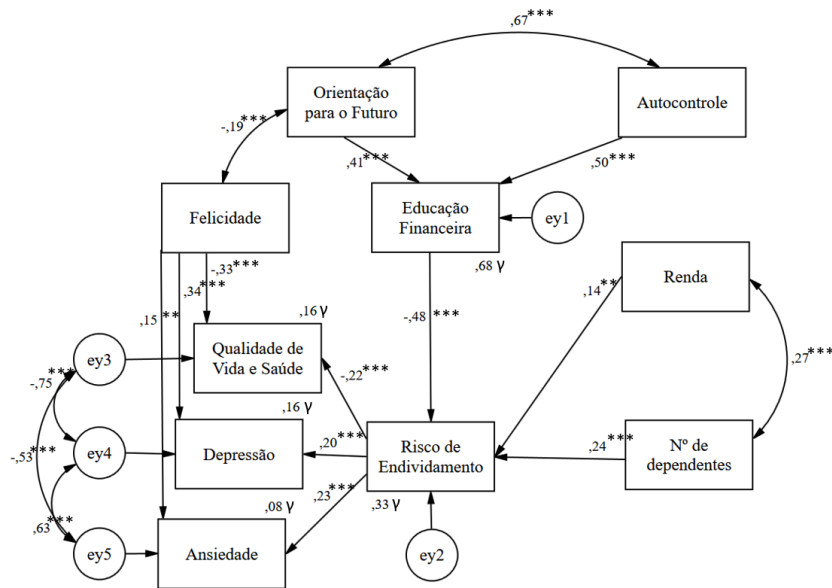 ,67***
Orientação
para o Futuro
Autocontrole
-,19***
,41***
,50***
Felicidade
Educação
Financeira
ey1
,68 γ
-,33***
,34***
,15 **
Renda
,14**
-,48 ***
,16 γ
ey3
Qualidade de
Vida e Saúde
-,22***
,27***
-,75***
,16 γ
ey4
Depressão
,20***
Risco de
Endividamento
,24***
Nº de
dependentes
-,53***
,23***
,33 γ
,08 γ
,63***
ey5
Ansiedade
ey2